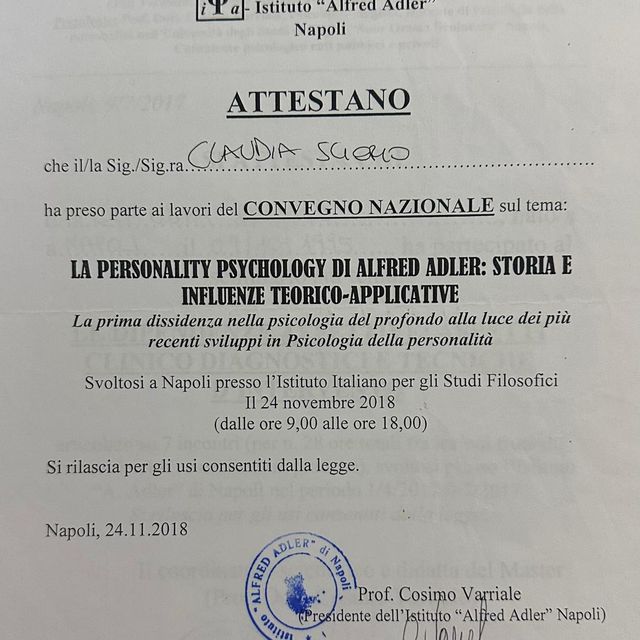 iΨa - Istituto "Alfred Adler"
Napoli
ATTESTANO
che il/la Sig./Sig.ra CLAUDIA
ha preso parte ai lavori del CONVEGNO NAZIONALE sul tema:
LA PERSONALITY PSYCHOLOGY DI ALFRED ADLER: STORIA E
INFLUENZE TEORICO-APPLICATIVE
La prima dissidenza nella psicologia del profondo alla luce dei più
recenti sviluppi in Psicologia della personalità
Svoltosi a Napoli presso l'Istituto Italiano per gli Studi Filosofici
Il 24 novembre 2018
(dalle ore 9,00 alle ore 18,00)
Si rilascia per gli usi consentiti dalla legge.
Napoli, 24.11.2018
Istituto "ALFRED ADLER" di Napoli
Prof. Cosimo Varriale
(Presidente dell'Istituto "Alfred Adler" Napoli)